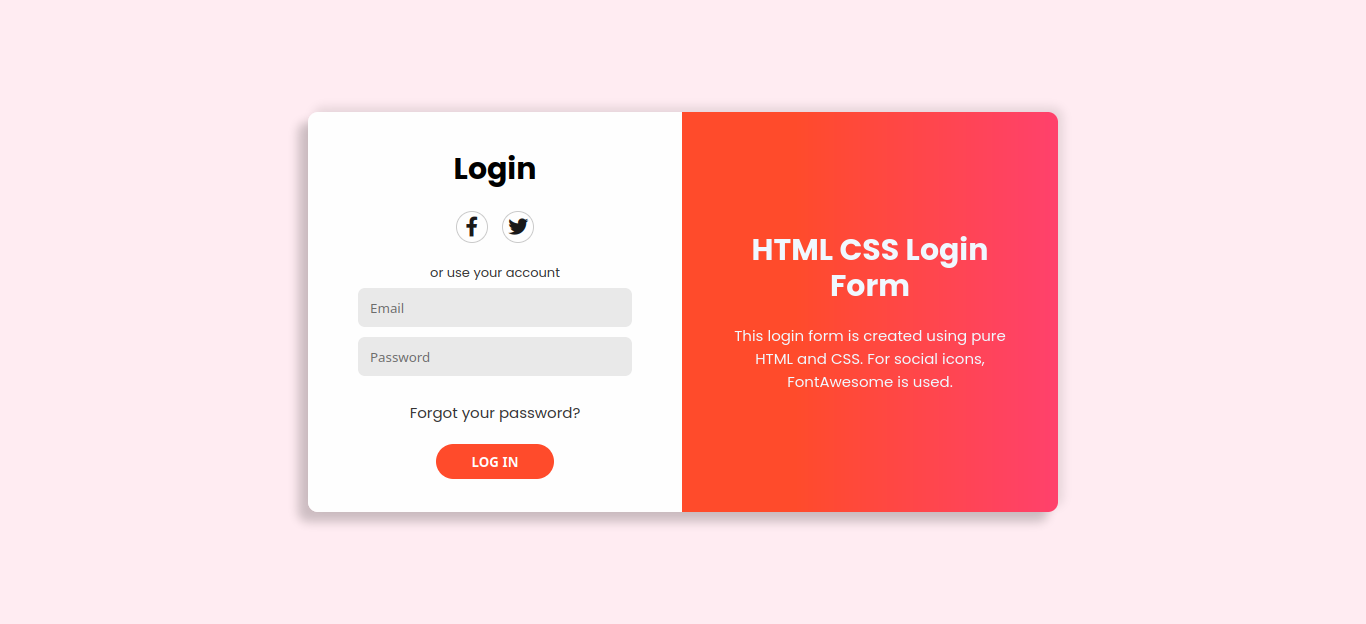 Login
or use your account
Email
Password
Forgot your password?
LOG IN
HTML CSS Login
Form
This login form is created using pure
HTML and CSS. For social icons,
FontAwesome is used.